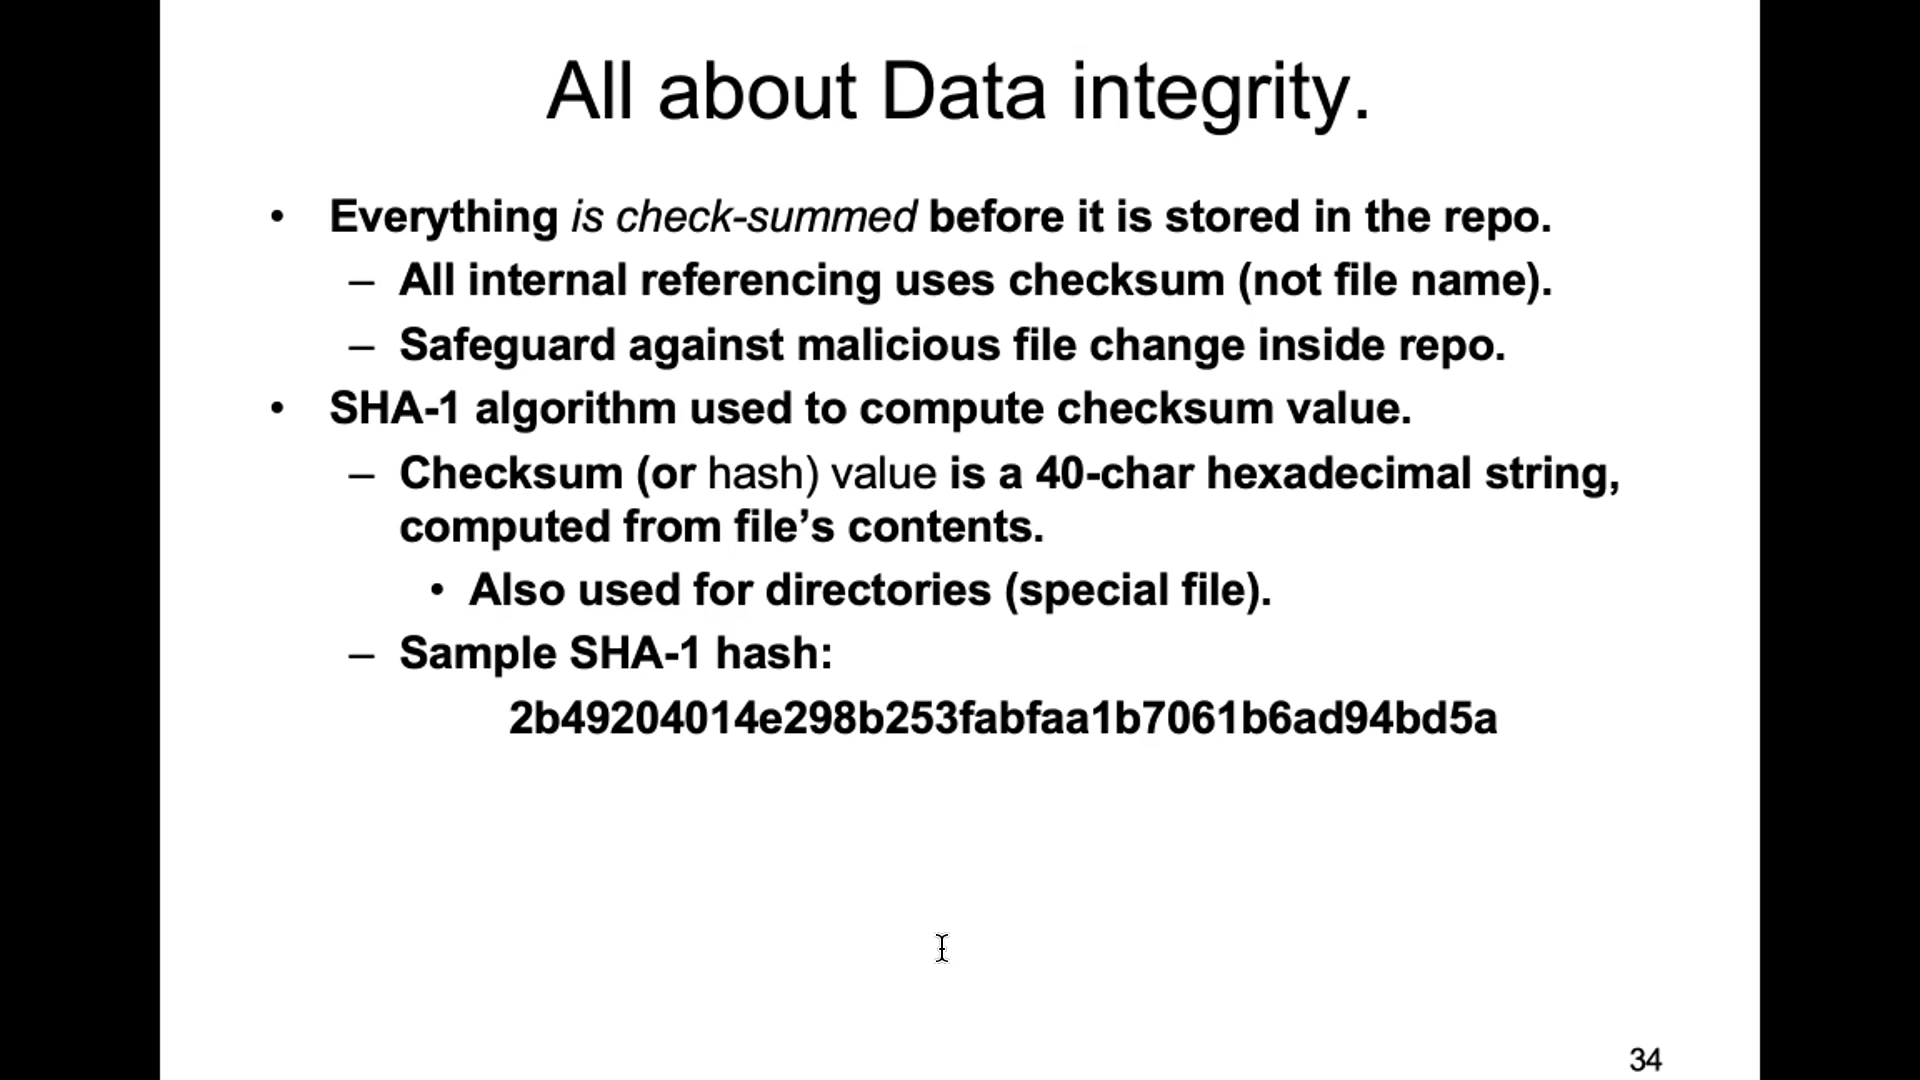 All about Data integrity.
• Everything is check-summed before it is stored in the repo.
– All internal referencing uses checksum (not file name).
– Safeguard against malicious file change inside repo.
• SHA-1 algorithm used to compute checksum value.
– Checksum (or hash) value is a 40-char hexadecimal string,
computed from file’s contents.
• Also used for directories (special file).
– Sample SHA-1 hash:
2b49204014e298b253fabfaa1b7061b6ad94bd5a
34